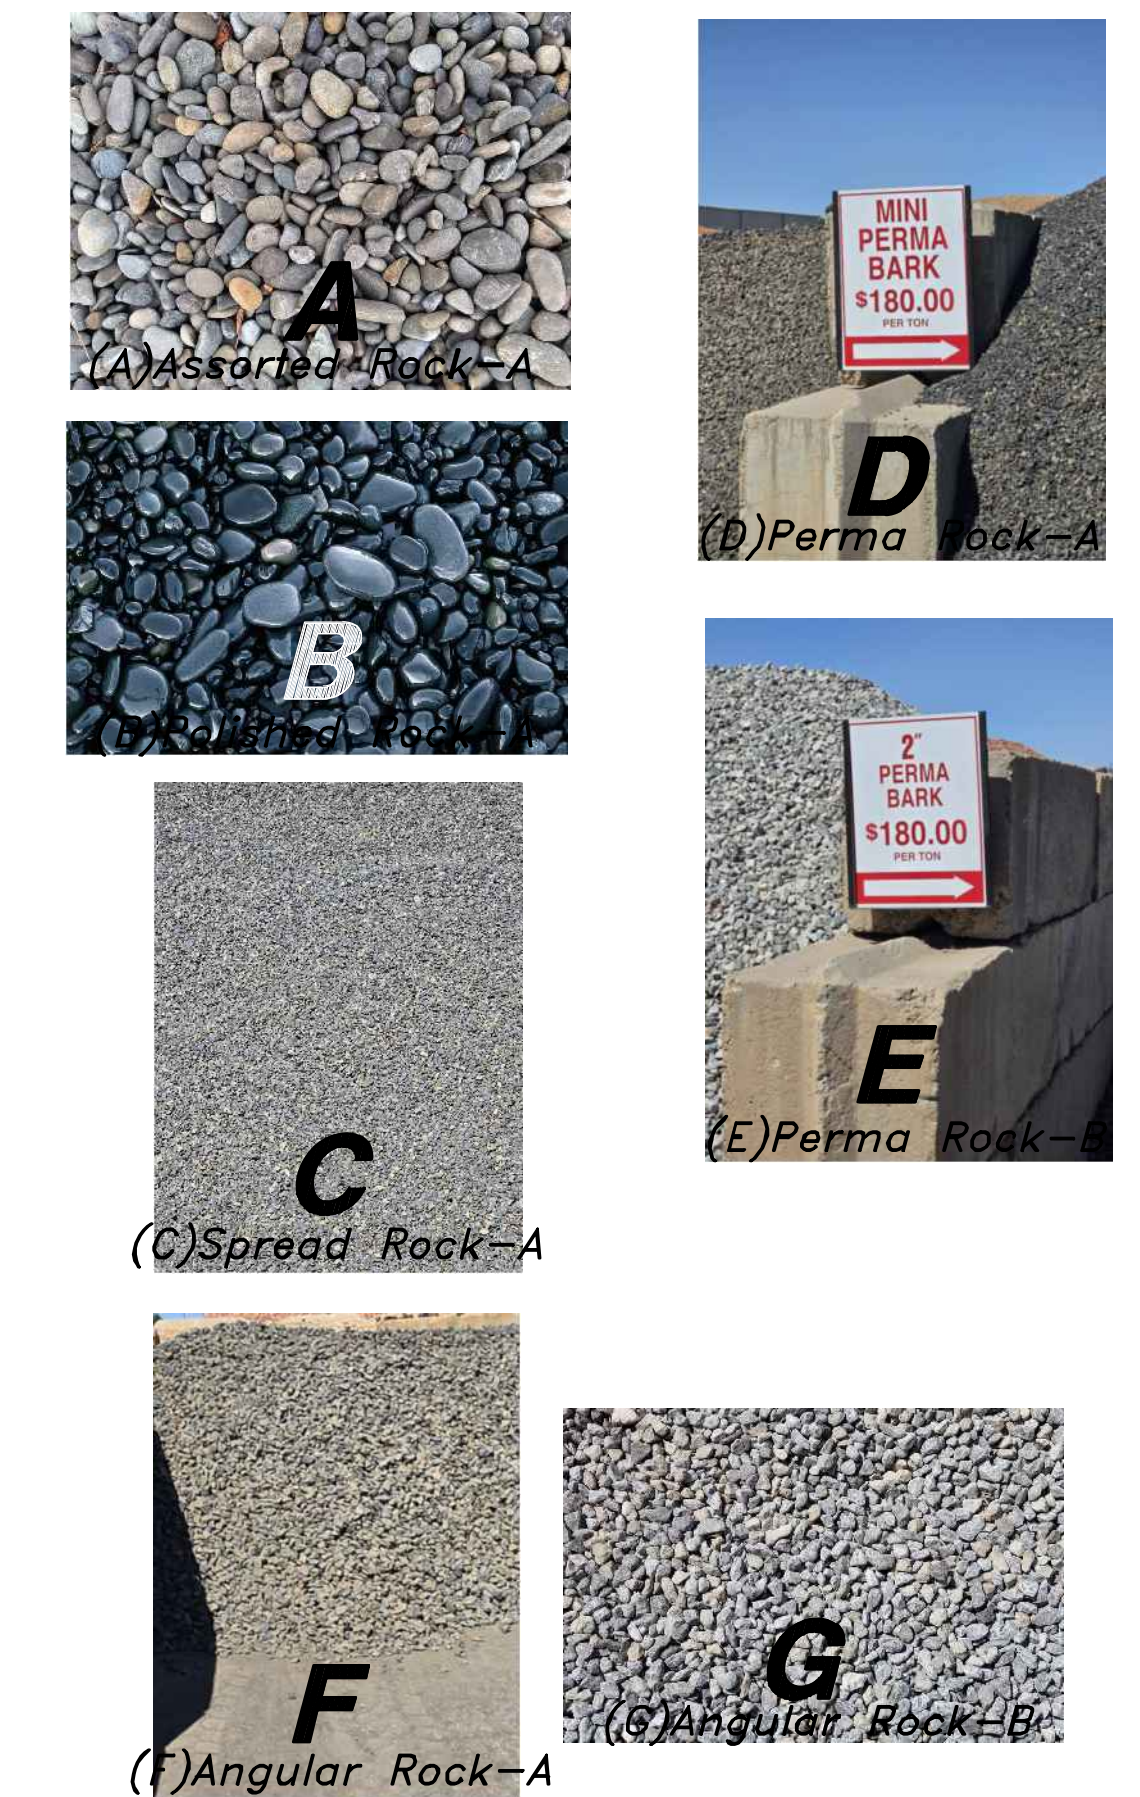 A
(A)Assorted Rock-A
B
(B)Polished Rock-A
C
(C)Spread Rock-A
MINI
PERMA
BARK
$180.00
PER TON
D
(D)Perma Rock-A
2"
PERMA
BARK
$180.00
PER TON
E
(E)Perma Rock-B
F
(F)Angular Rock-A
G
(G)Angular Rock-B